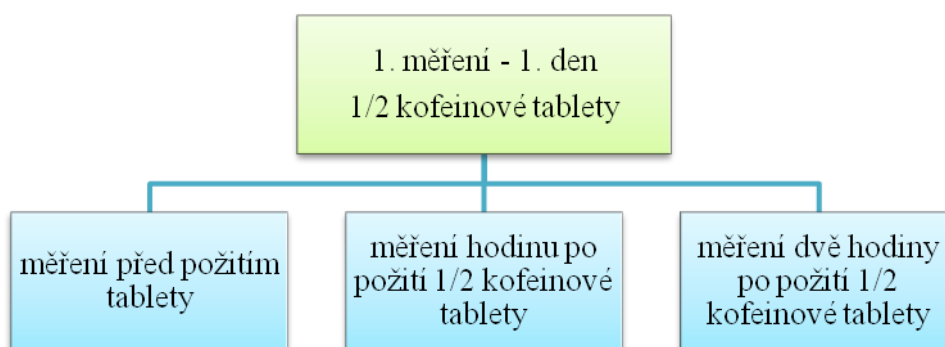 1. měření - 1. den
1/2 kofeinové tablety
měření před požitím
tablety
měření hodinu po
požití 1/2 kofeinové
tablety
měření dvě hodiny
po požití 1/2
kofeinové tablety